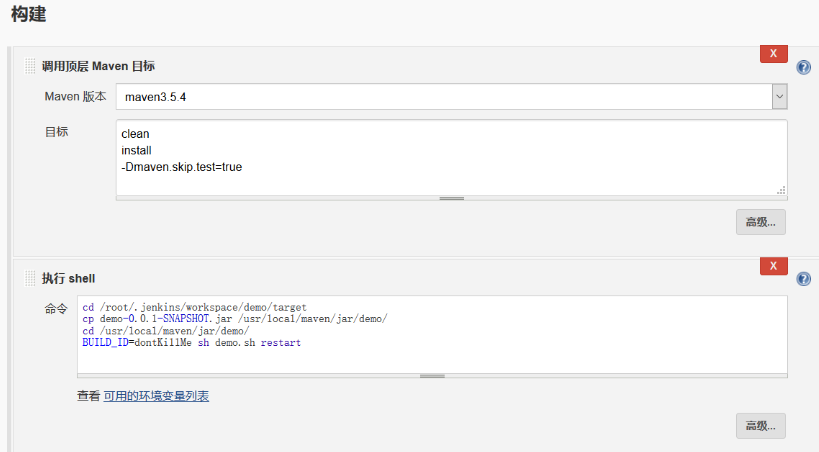 构建
X
调用顶层 Maven 目标
Maven 版本
maven3.5.4
目标
clean
install
-Dmaven.skip.test=true
高级...
X
执行 shell
命令
cd /root/.jenkins/workspace/demo/target
cp demo-0.0.1-SNAPSHOT.jar /usr/local/maven/jar/demo/
cd /usr/local/maven/jar/demo/
BUILD_ID=dontKillMe sh demo.sh restart
查看 可用的环境变量列表
高级...